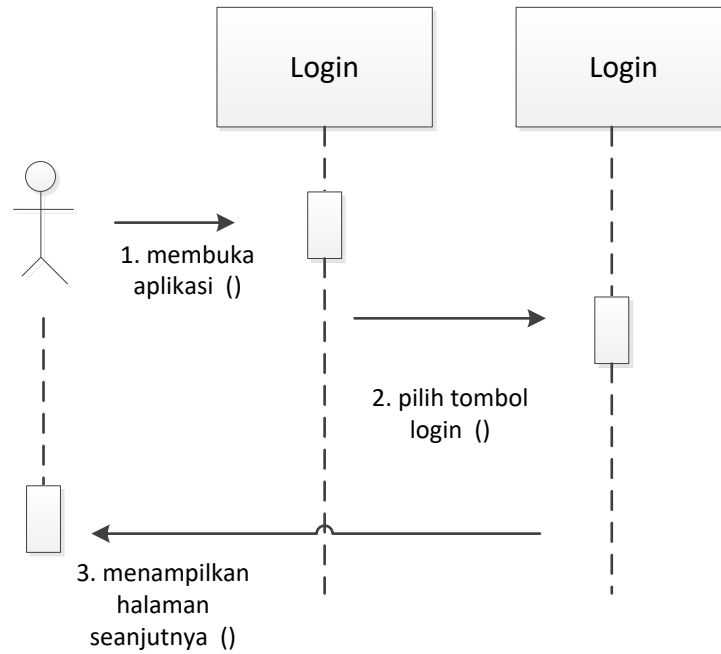 Login
Login
1. membuka
aplikasi ()
2. pilih tombol
login ()
3. menampilkan
halaman
seanjutnya ()